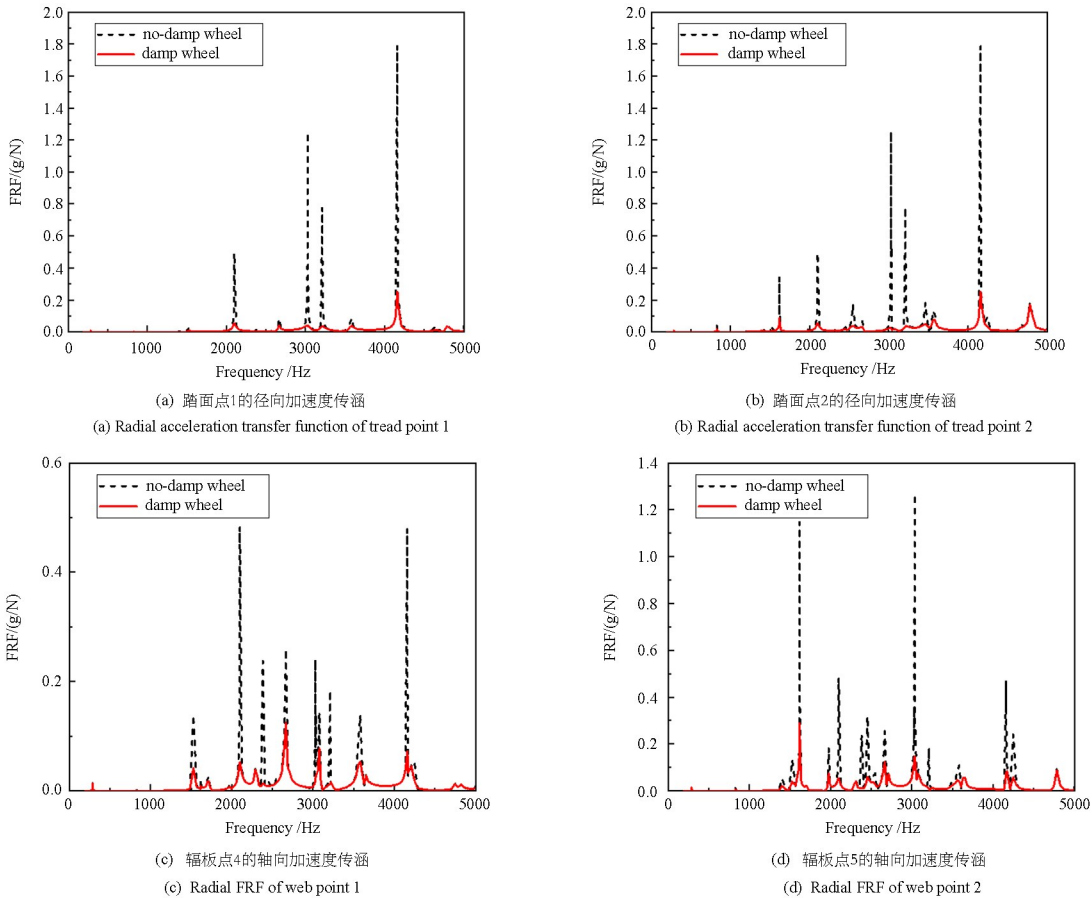 2.0
1.8
1.6
1.4
1.2
1.0
0.8
0.6
0.4
0.2
0.0
FRF/(g/N)
no-damp wheel
damp wheel
0 1000 2000 3000 4000 5000
Frequency /Hz
(a) 踏面点1的径向加速度传涵
(a) Radial acceleration transfer function of tread point 1
2.0
1.8
1.6
1.4
1.2
1.0
0.8
0.6
0.4
0.2
0.0
FRF/(g/N)
no-damp wheel
damp wheel
0 1000 2000 3000 4000 5000
Frequency /Hz
(b) 踏面点2的径向加速度传涵
(b) Radial acceleration transfer function of tread point 2
0.6
0.4
0.2
0.0
FRF/(g/N)
no-damp wheel
damp wheel
0 1000 2000 3000 4000 5000
Frequency /Hz
(c) 辐板点4的轴向加速度传涵
(c) Radial FRF of web point 1
1.4
1.2
1.0
0.8
0.6
0.4
0.2
0.0
FRF/(g/N)
no-damp wheel
damp wheel
0 1000 2000 3000 4000 5000
Frequency /Hz
(d) 辐板点5的轴向加速度传涵
(d) Radial FRF of web point 2